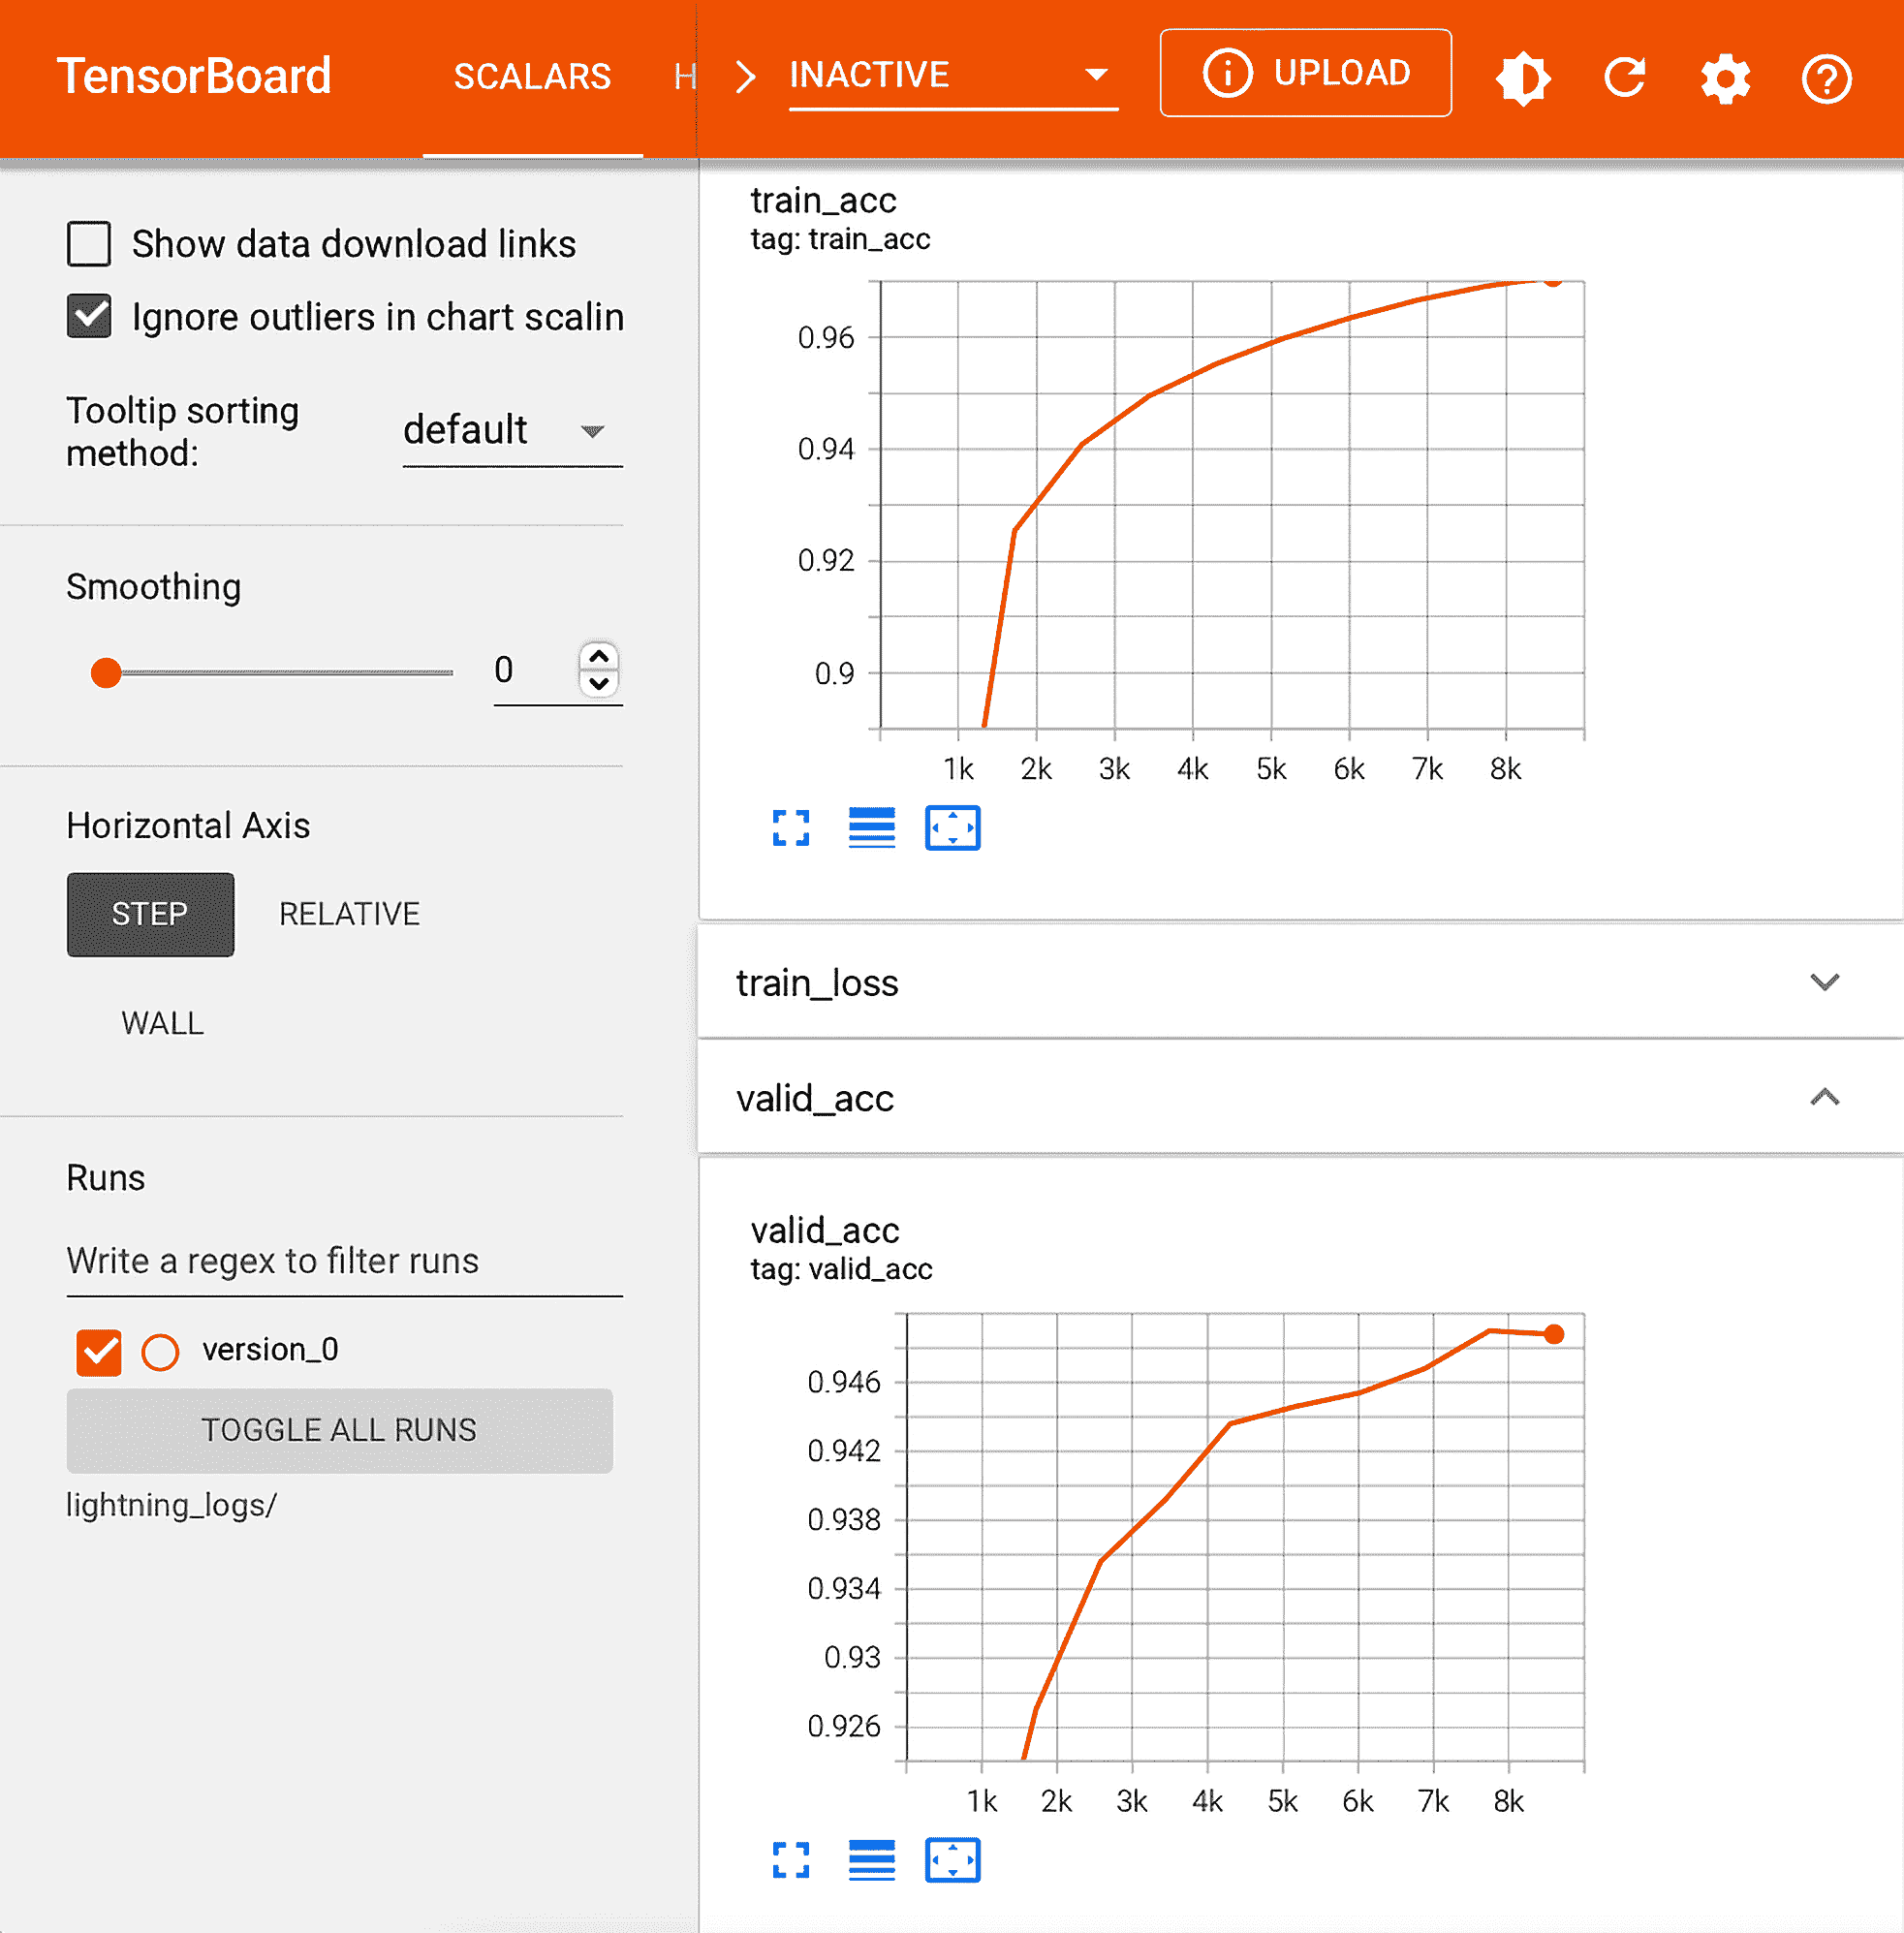 TensorBoard
SCALARS
H
INACTIVE
UPLOAD
Show data download links
Ignore outliers in chart scalin
Tooltip sorting
method:
default
Smoothing
0
Horizontal Axis
STEP
RELATIVE
WALL
Runs
Write a regex to filter runs
version_0
TOGGLE ALL RUNS
lightning_logs/
train_acc
tag: train_acc
0.96
0.94
0.92
0.9
1k 2k 3k 4k 5k 6k 7k 8k
train_loss
valid_acc
valid_acc
tag: valid_acc
0.946
0.942
0.938
0.934
0.93
0.926
1k 2k 3k 4k 5k 6k 7k 8k